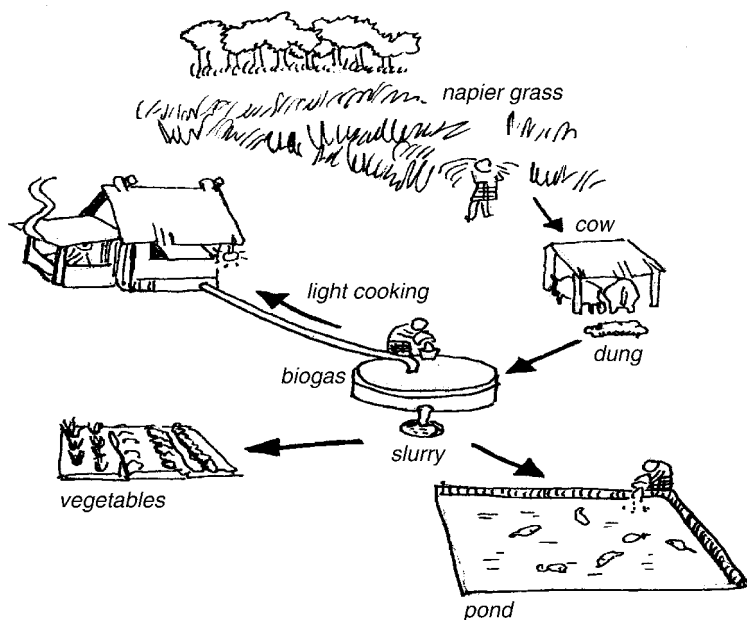 napier grass
cow
light cooking
dung
biogas
slurry
vegetables
pond